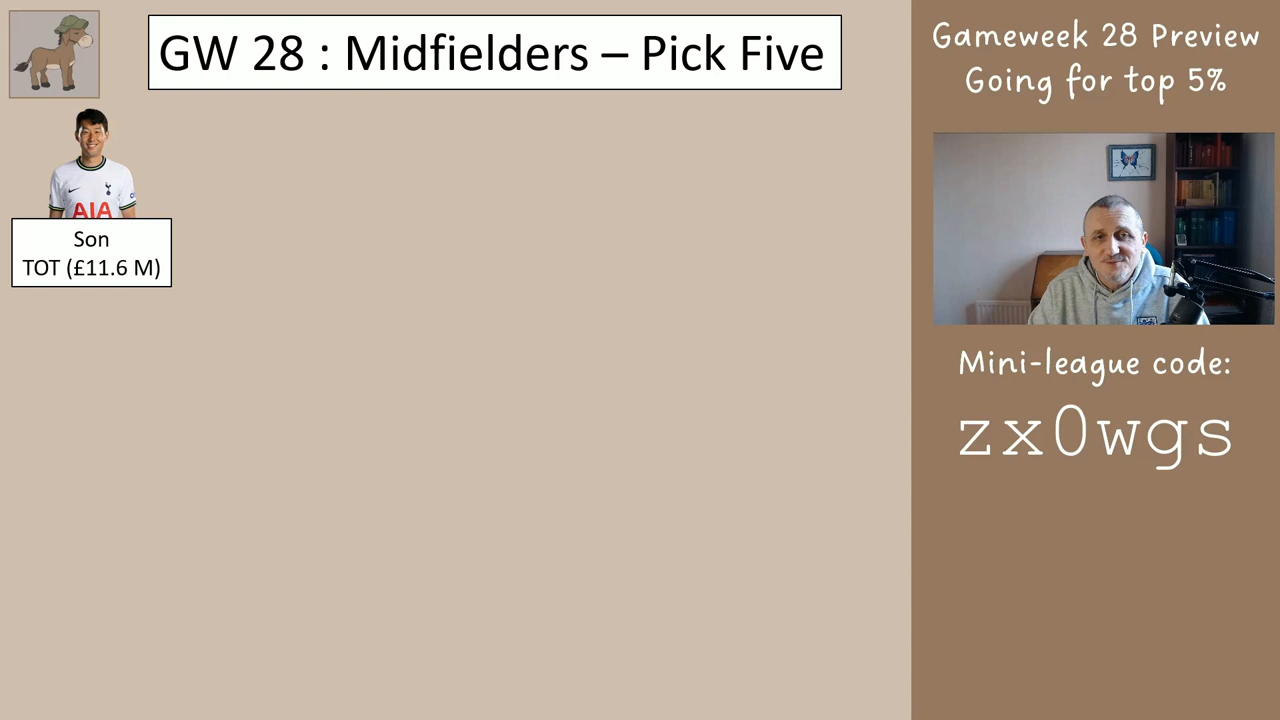 GW 28 : Midfielders – Pick Five
AIA
Son
TOT (£11.6 M)
Gameweek 28 Preview
Going for top 5%
Mini-league code:
zx0wgs